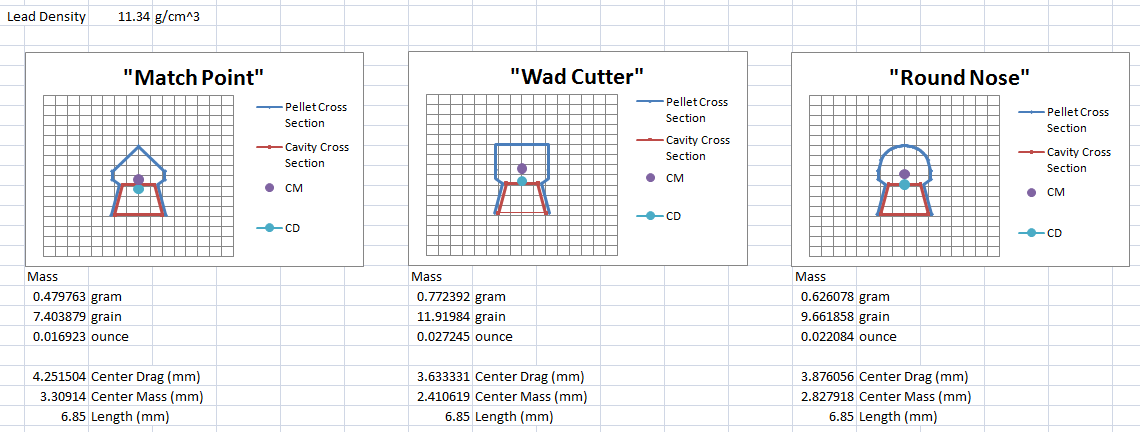 Lead Density 11.34 g/cm^3
"Match Point"
Pellet Cross
Section
Cavity Cross
Section
CM
CD
"Wad Cutter"
Pellet Cross
Section
Cavity Cross
Section
CM
CD
"Round Nose"
Pellet Cross
Section
Cavity Cross
Section
CM
CD
Mass Mass Mass
0.479763 gram 0.772392 gram 0.626078 gram
7.403879 grain 11.91984 grain 9.661858 grain
0.016923 ounce 0.027245 ounce 0.022084 ounce
4.251504 Center Drag (mm) 3.633331 Center Drag (mm) 3.876056 Center Drag (mm)
3.30914 Center Mass (mm) 2.410619 Center Mass (mm) 2.827918 Center Mass (mm)
6.85 Length (mm) 6.85 Length (mm) 6.85 Length (mm)